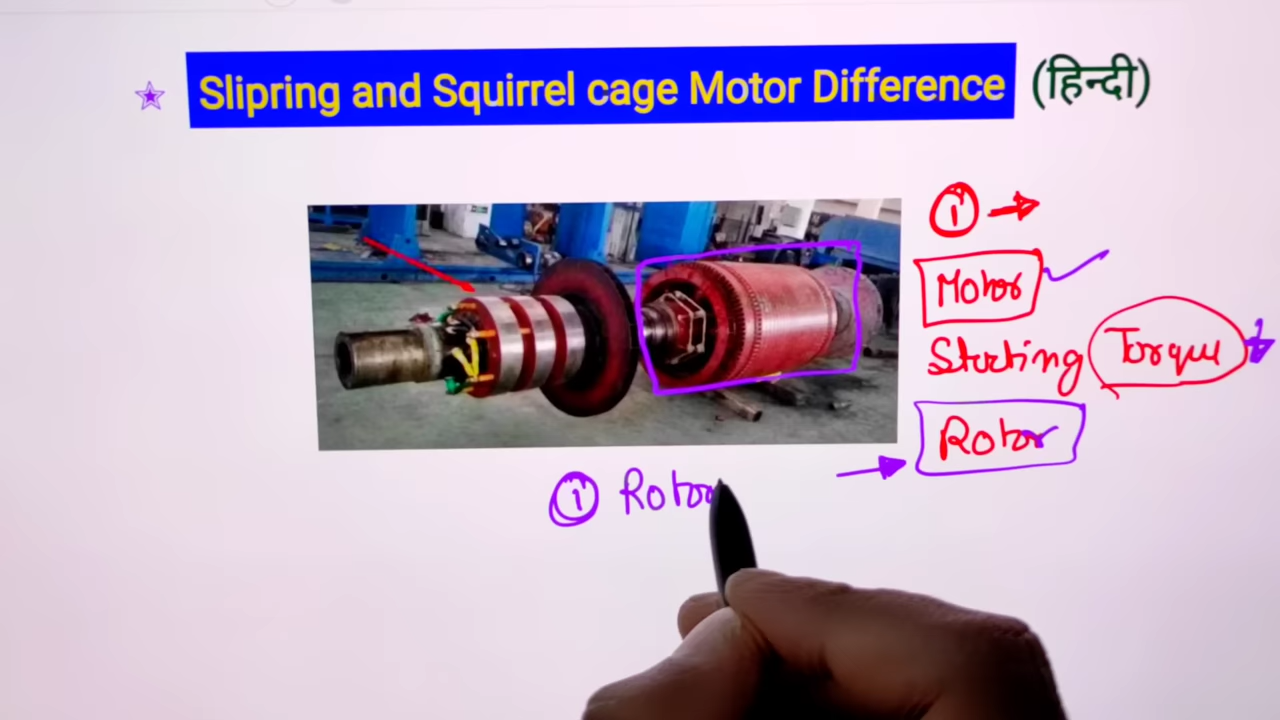 Slipring and Squirrel cage Motor Difference (हिन्दी)
① →
Motor
Starting Torque
Rotor
① Rotor